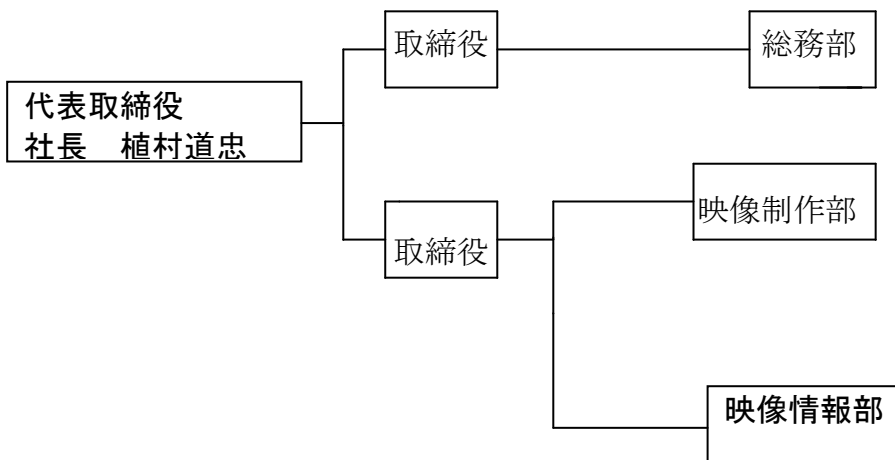 取締役
総務部
代表取締役
社長　植村道忠
映像制作部
取締役
映像情報部